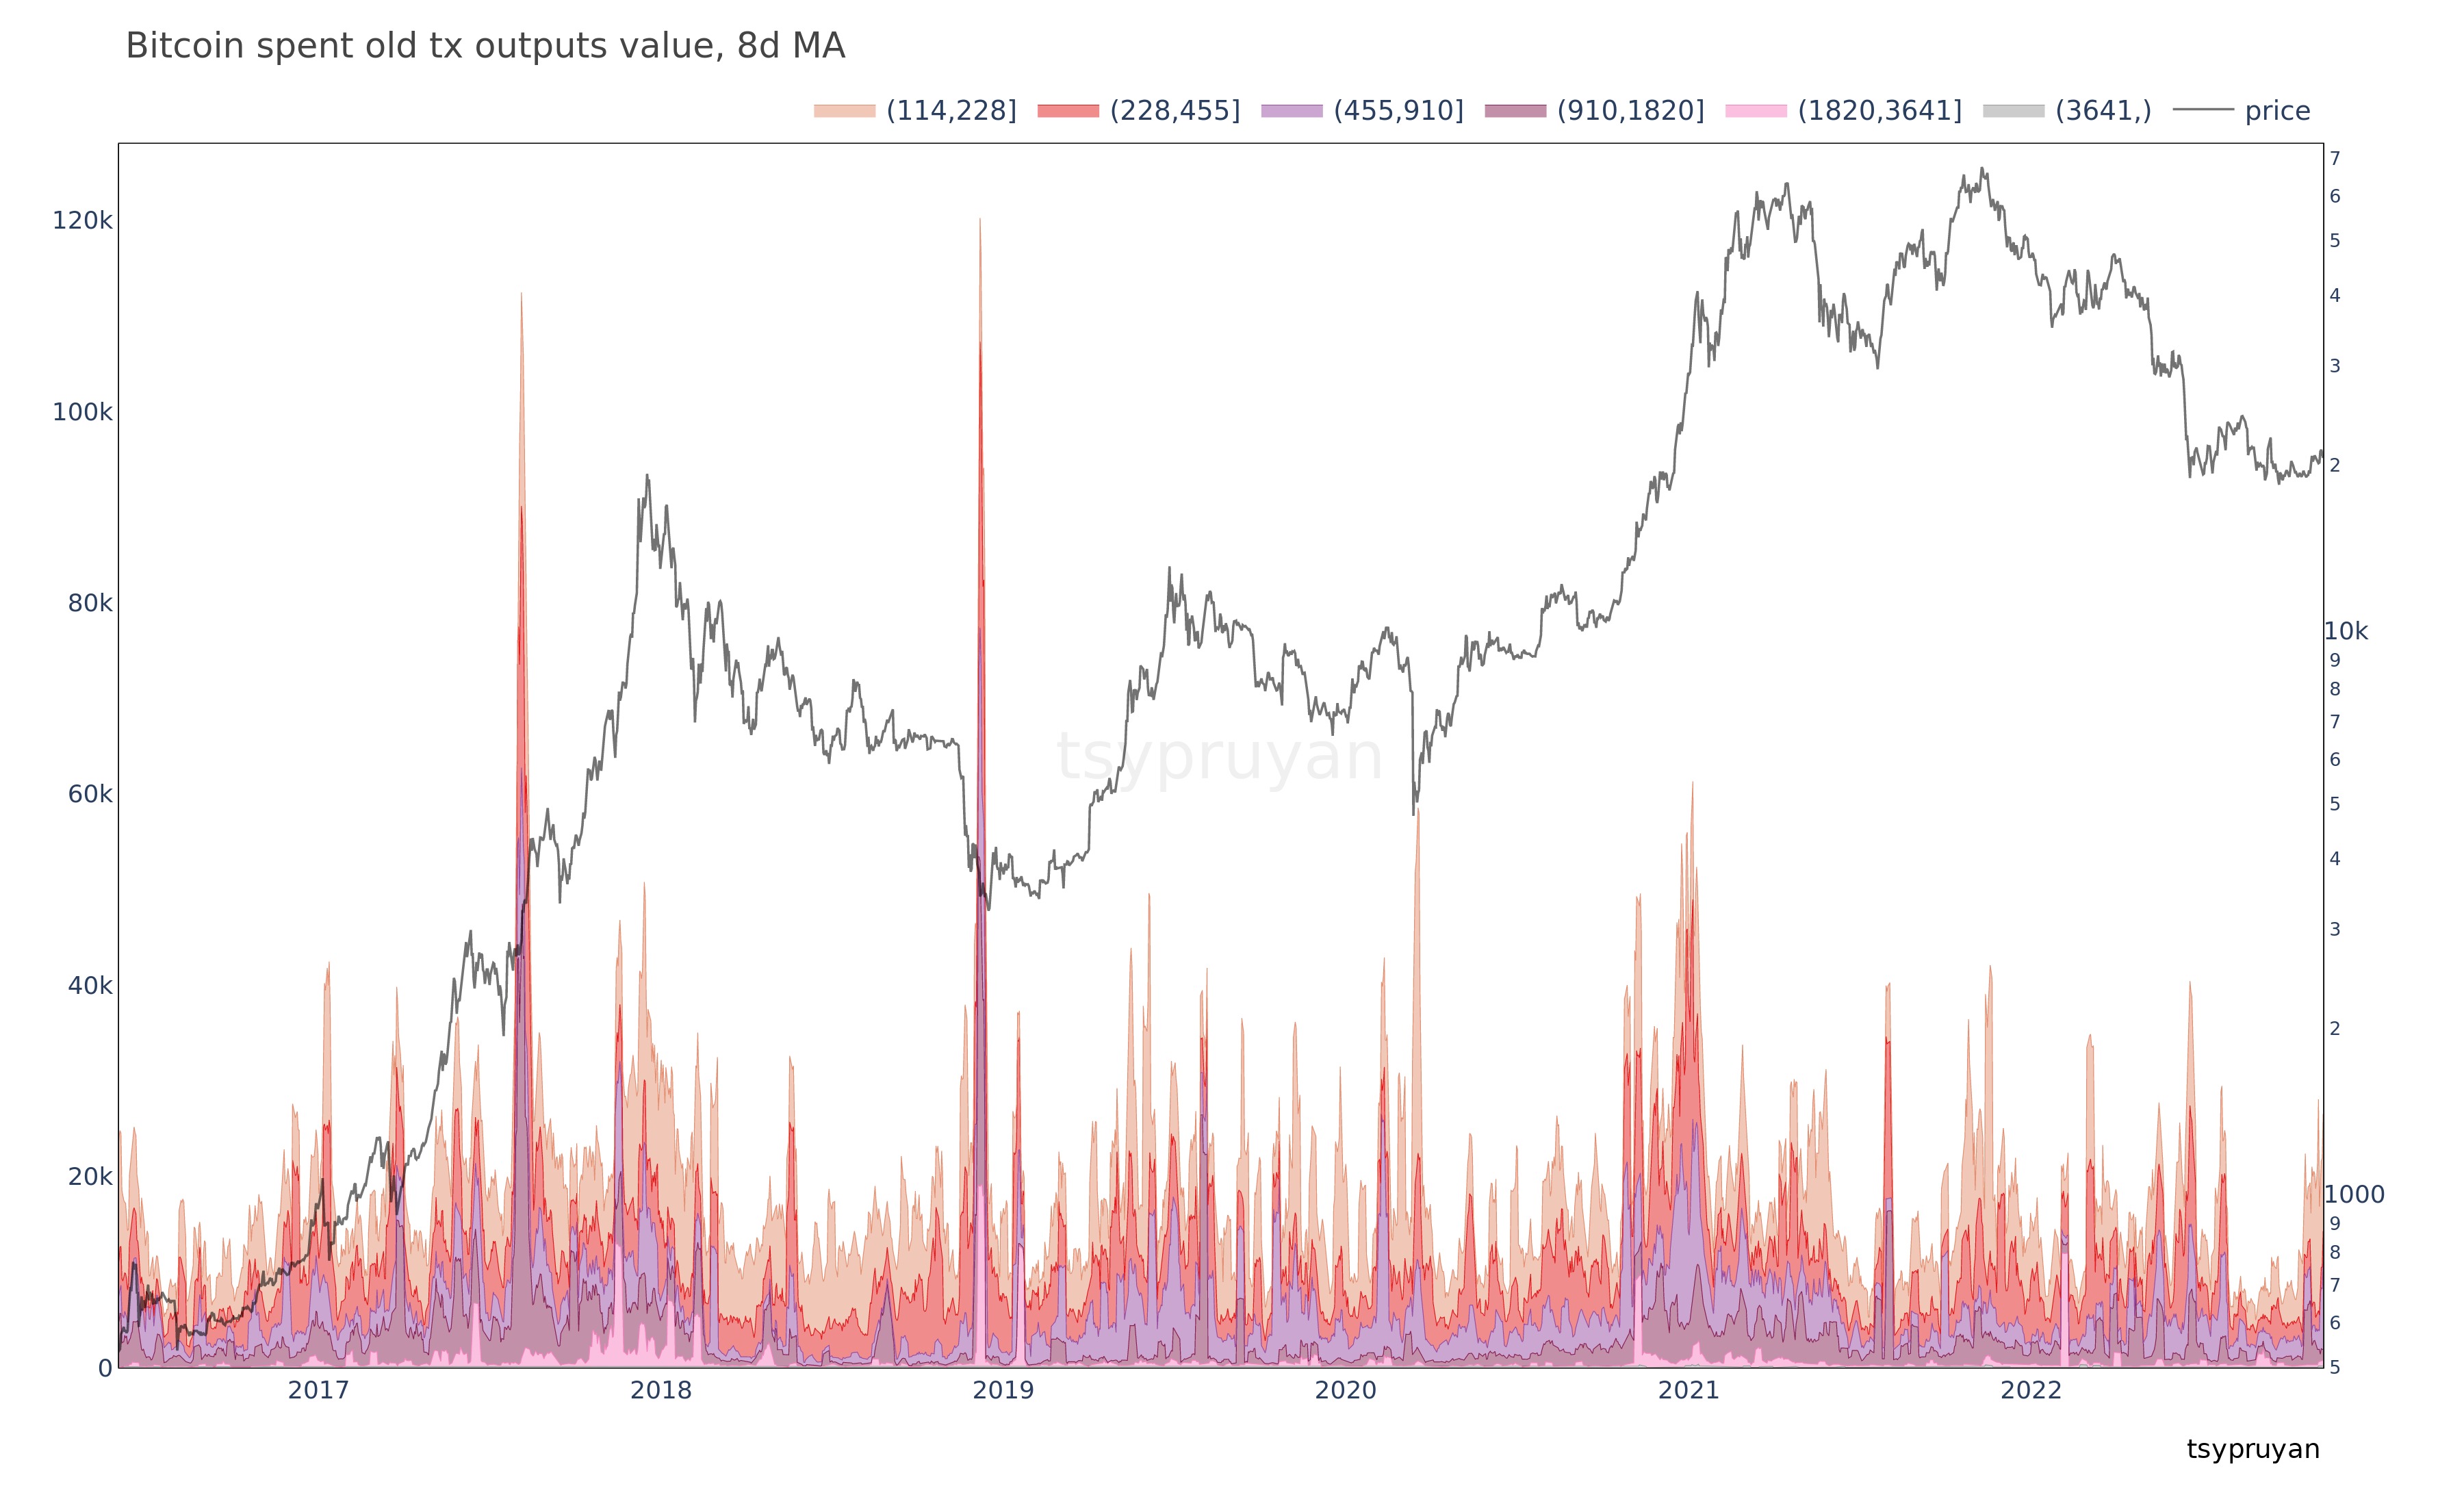 Bitcoin spent old tx outputs value, 8d MA
(114,228] (228,455] (455,910] (910,1820] (1820,3641] (3641,) price
120k
100k
80k
60k
40k
20k
0
7
6
5
4
3
2
10k
9
8
7
6
5
4
3
2
1000
9
8
7
6
5
tsypruyan
2017 2018 2019 2020 2021 2022
tsypruyan